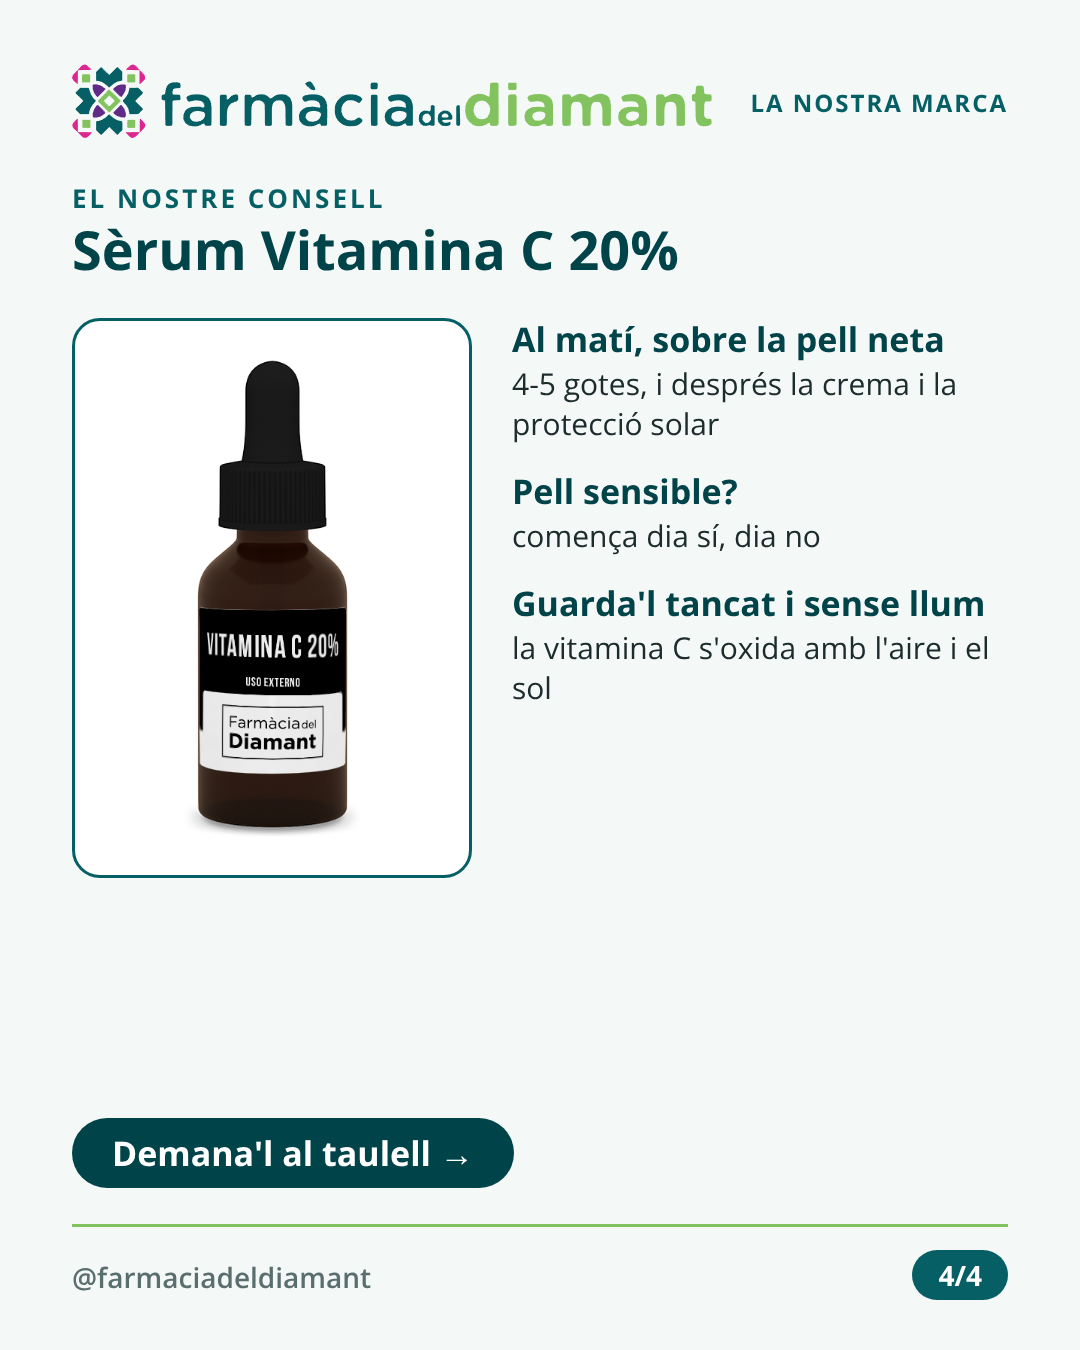 farmàciadeldiamant
LA NOSTRA MARCA
EL NOSTRE CONSELL
Sèrum Vitamina C 20%
VITAMINA C 20%
USO EXTERNO
Farmàcia del
Diamant
Al matí, sobre la pell neta
4-5 gotes, i després la crema i la
protecció solar
Pell sensible?
comença dia sí, dia no
Guarda'l tancat i sense llum
la vitamina C s'oxida amb l'aire i el
sol
Demana'l al taulell →
@farmaciadeldiamant
4/4